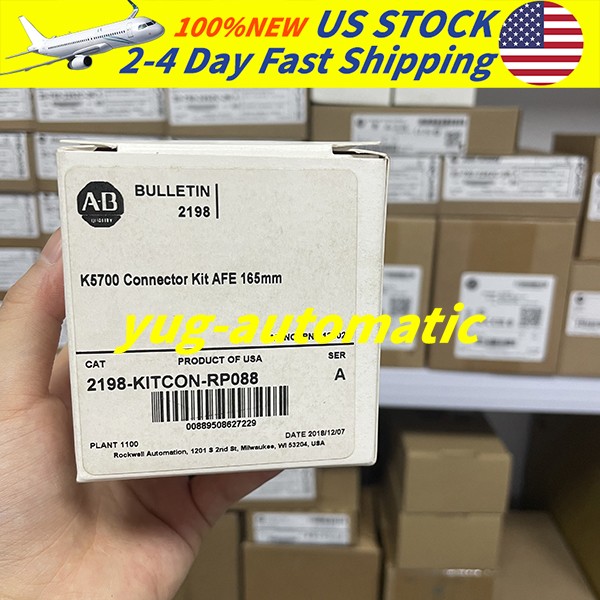 100%NEW US STOCK
2-4 Day Fast Shipping
AB
QUALITY
BULLETIN
2198
K5700 Connector Kit AFE 165mm
yug-automatic
CAT
PRODUCT OF USA
SER
2198-KITCON-RP088
A
00889508627229
PLANT 1100
DATE 2018/12/07
Rockwell Automation, 1201 S 2nd St, Milwaukee, WI 53204, USA